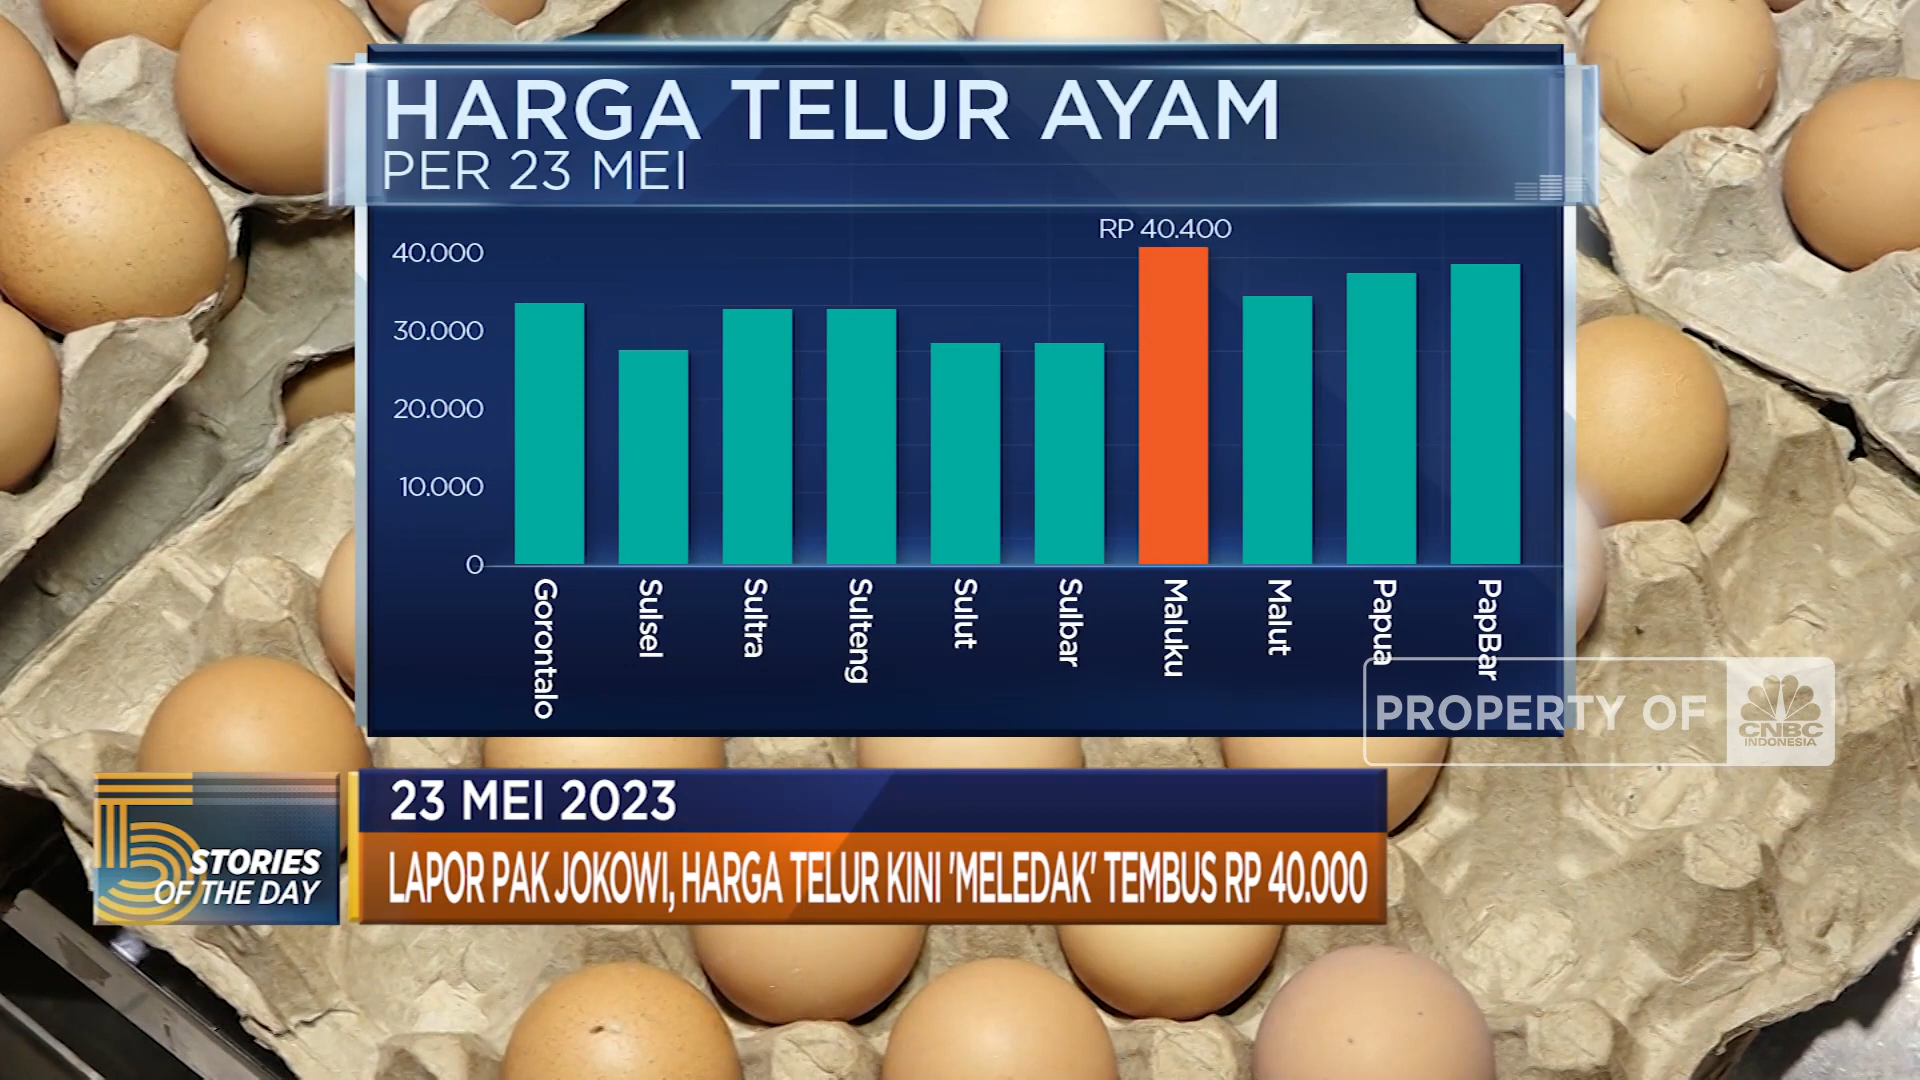 HARGA TELUR AYAM
PER 23 MEI
RP 40.400
40.000
30.000
20.000
10.000
0
Gorontalo
Sulsel
Sultra
Sulteng
Sulut
Sulbar
Maluku
Malut
Papua
PapBar
PROPERTY OF
CNBC
INDONESIA
23 MEI 2023
5 STORIES
OF THE DAY
LAPOR PAK JOKOWI, HARGA TELUR KINI 'MELEDAK' TEMBUS RP 40.000